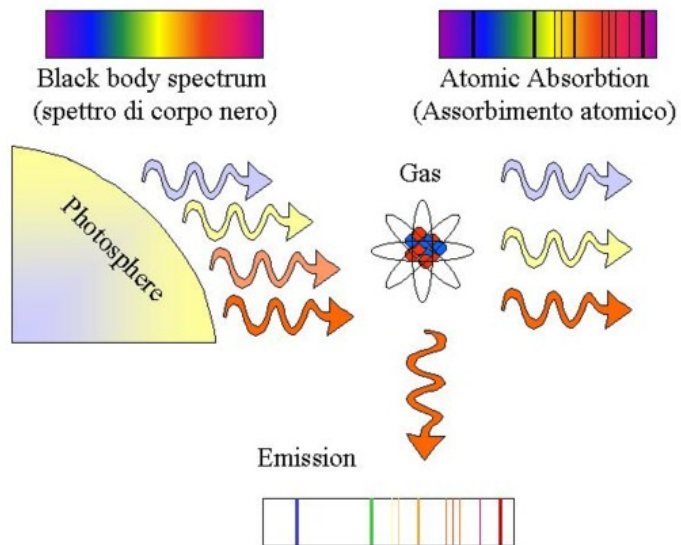 Black body spectrum
(spettro di corpo nero)
Atomic Absorbtion
(Assorbimento atomico)
Photosphere
Gas
Emission